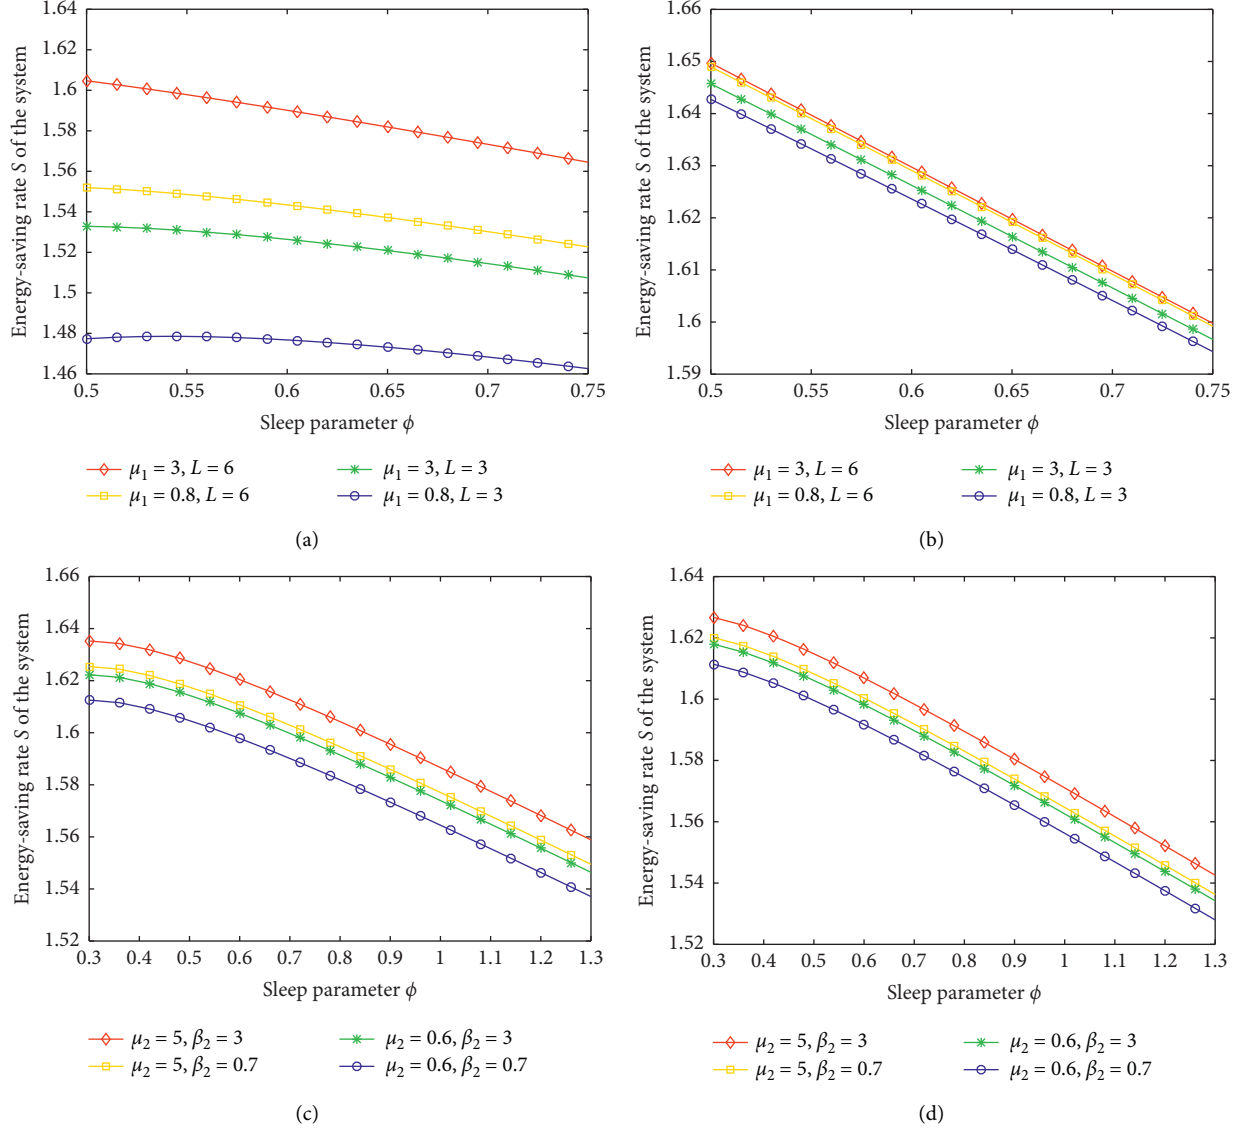 1.64
1.62
1.6
1.58
1.56
1.54
1.52
1.5
1.48
1.46
Energy-saving rate S of the system
0.5 0.55 0.6 0.65 0.7 0.75
Sleep parameter ϕ
μ₁ = 3, L = 6
μ₁ = 0.8, L = 6
μ₁ = 3, L = 3
μ₁ = 0.8, L = 3
(a)
1.66
1.65
1.64
1.63
1.62
1.61
1.6
1.59
Energy-saving rate S of the system
0.5 0.55 0.6 0.65 0.7 0.75
Sleep parameter ϕ
μ₁ = 3, L = 6
μ₁ = 0.8, L = 6
μ₁ = 3, L = 3
μ₁ = 0.8, L = 3
(b)
1.66
1.64
1.62
1.6
1.58
1.56
1.54
1.52
Energy-saving rate S of the system
0.3 0.4 0.5 0.6 0.7 0.8 0.9 1 1.1 1.2 1.3
Sleep parameter ϕ
μ₂ = 5, β₂ = 3
μ₂ = 5, β₂ = 0.7
μ₂ = 0.6, β₂ = 3
μ₂ = 0.6, β₂ = 0.7
(c)
1.64
1.62
1.6
1.58
1.56
1.54
1.52
Energy-saving rate S of the system
0.3 0.4 0.5 0.6 0.7 0.8 0.9 1 1.1 1.2 1.3
Sleep parameter ϕ
μ₂ = 5, β₂ = 3
μ₂ = 5, β₂ = 0.7
μ₂ = 0.6, β₂ = 3
μ₂ = 0.6, β₂ = 0.7
(d)